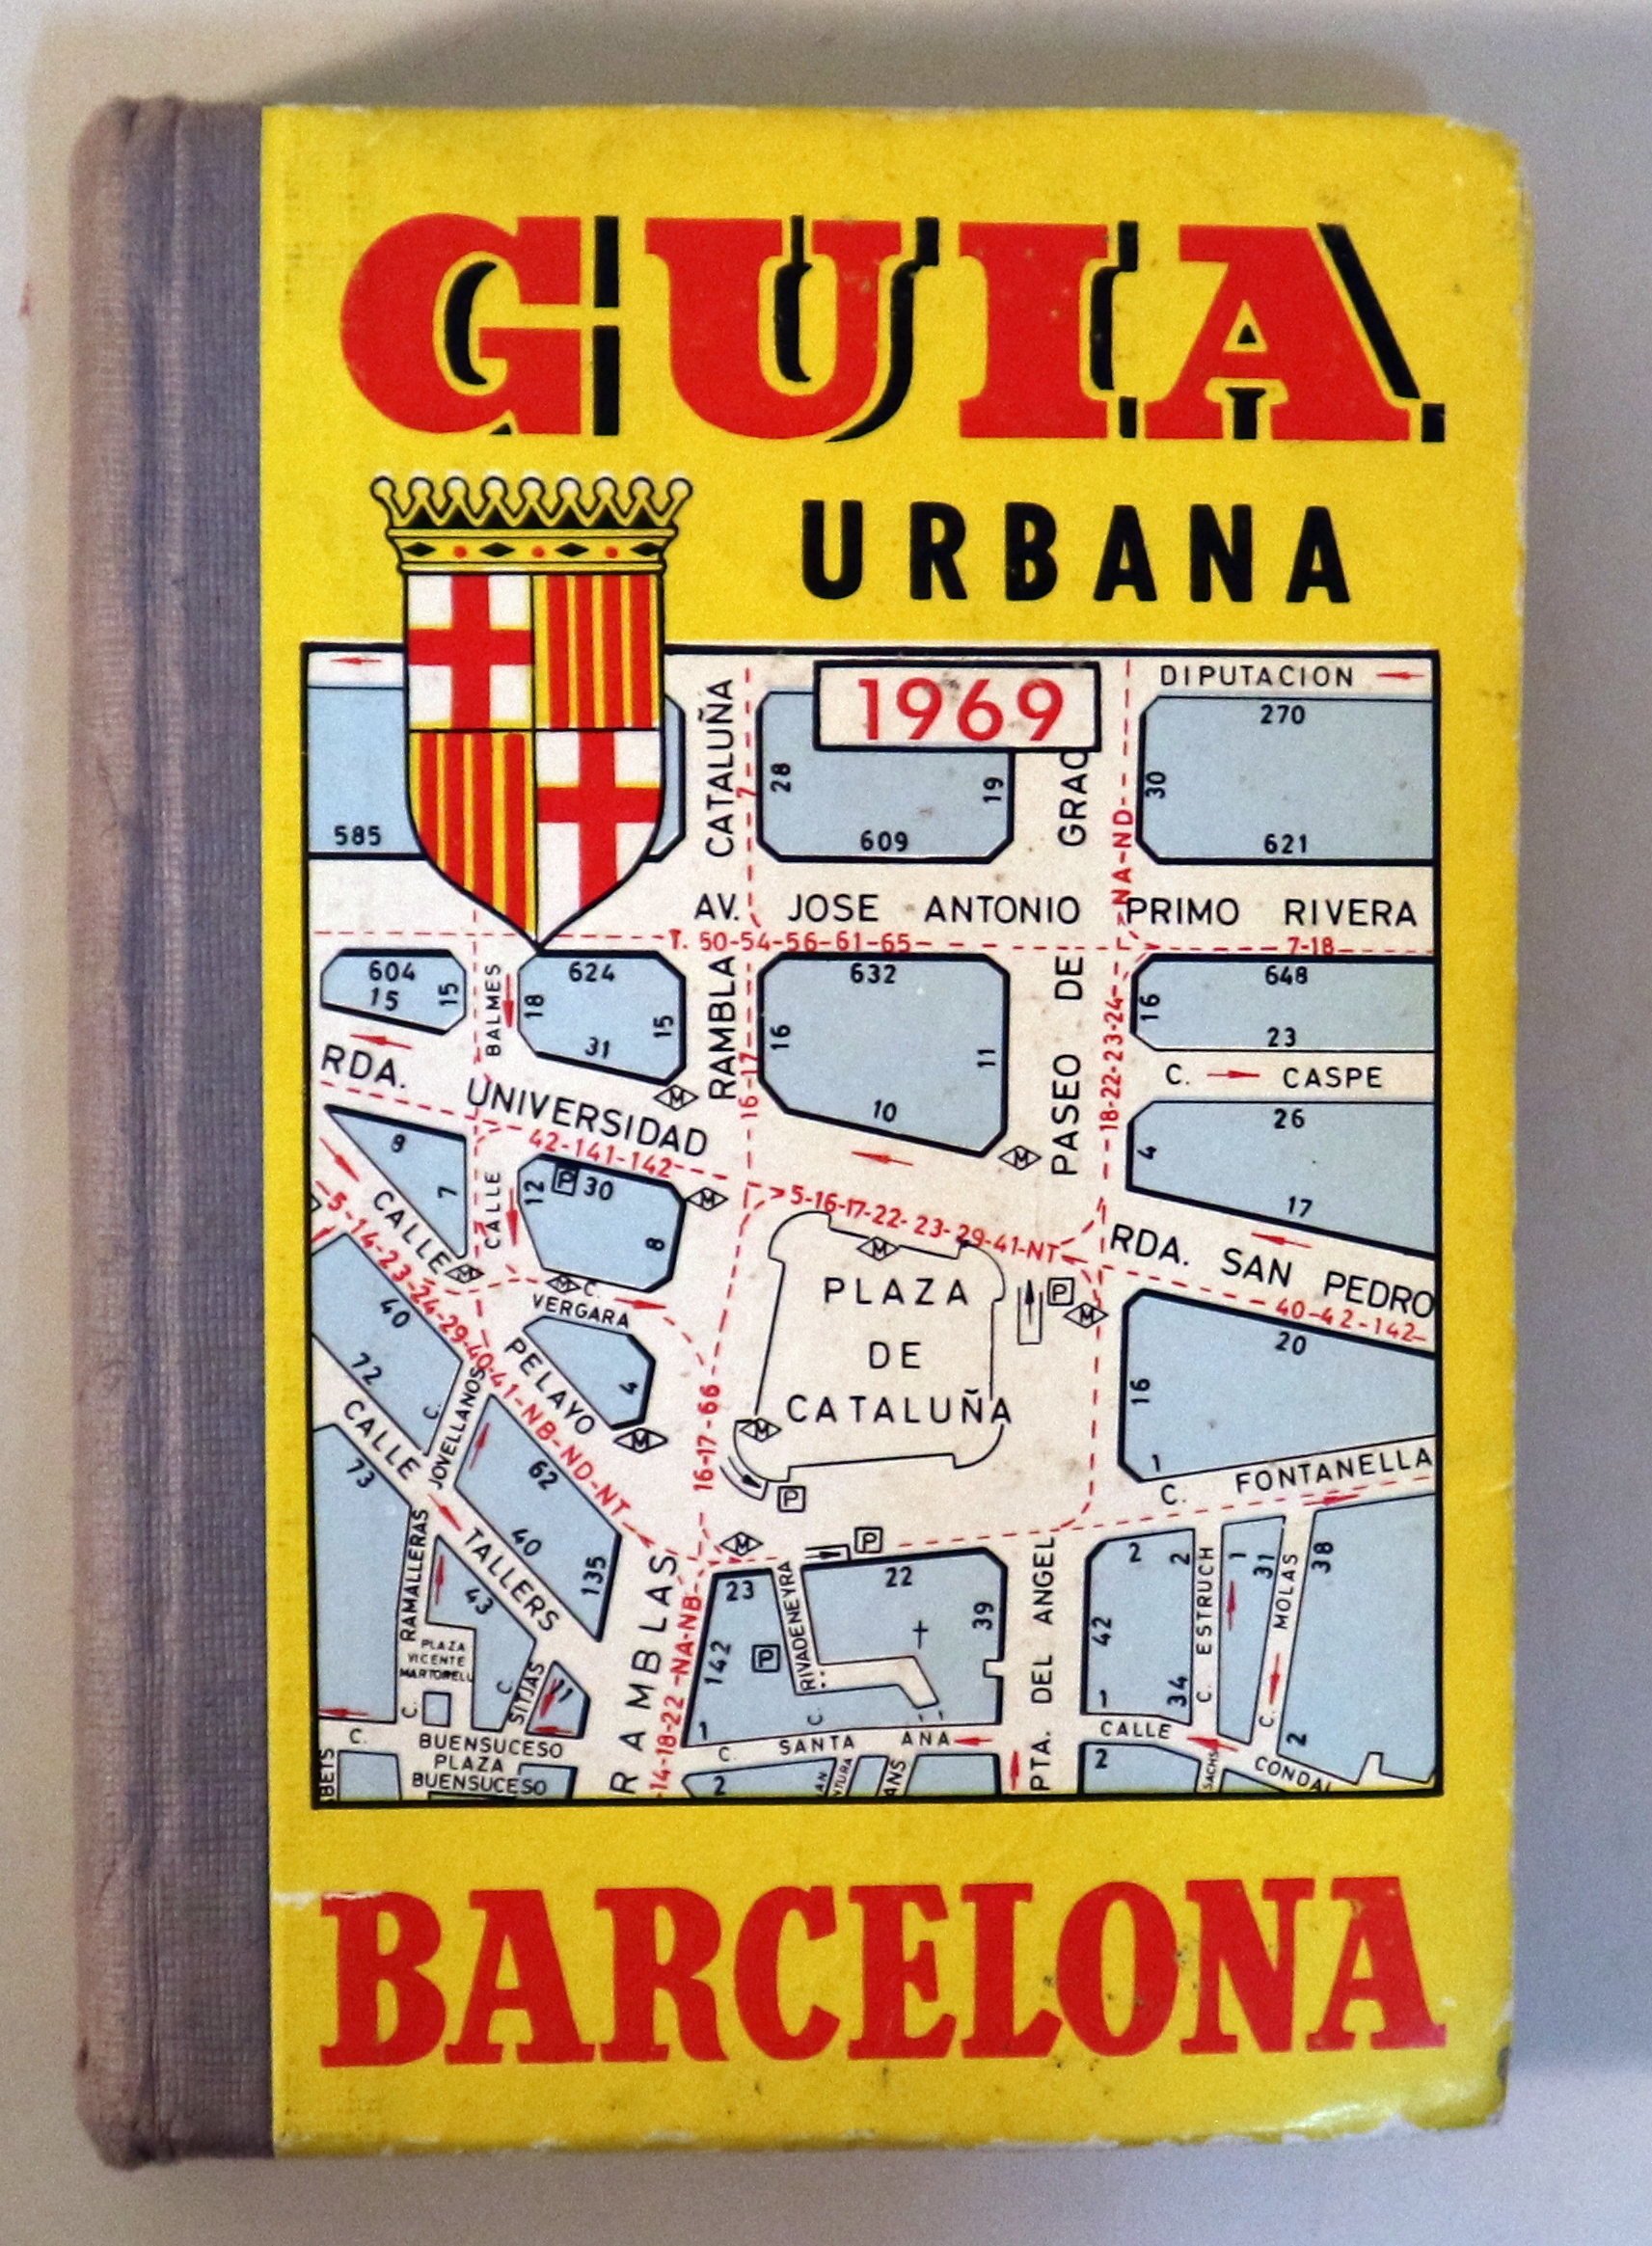 GUIA
URBANA
1969
DIPUTACION
270
30
621
28
19
609
585
RAMBLA CATALUÑA
7
PASEO DE GRAC
NA-ND
AV. JOSE ANTONIO PRIMO RIVERA
T. 50-54-56-61-65
7-18
604
15
15
BALMES
624
18
31
15
632
16
11
10
16-17
18-22-23-24
648
16
23
C. CASPE
26
4
17
RDA. UNIVERSIDAD
42-141-142
M
M
9
7
CALLE
12
P
30
8
M
5-16-17-22-23-29-41-NT
RDA. SAN PEDRO
40-42-142
CALLE PELAYO
5-14-23-24-29-40-41-NB-ND-NT
M
M
C. VERGARA
4
M
M
PLAZA
DE
CATALUÑA
P
M
M
P
16-17-66
20
16
1
C. FONTANELLA
40
72
C. JOVELLANOS
CALLE TALLERS
73
62
40
135
C. RAMALLERAS
43
PLAZA
VICENTE
MARTORELL
C. SITJAS
11
C. BUENSUCESO
PLAZA
BUENSUCESO
RAMBLAS
14-18-22-NA-NB
M
P
23
142
P
1
RIVADENEYRA
22
39
C.
C. SANTA ANA
2
ANS
PTA. DEL ANGEL
2
2
42
1
34
C. ESTRUCH
1
31
C. MOLAS
38
2
CALLE CONDAL
2
BARCELONA